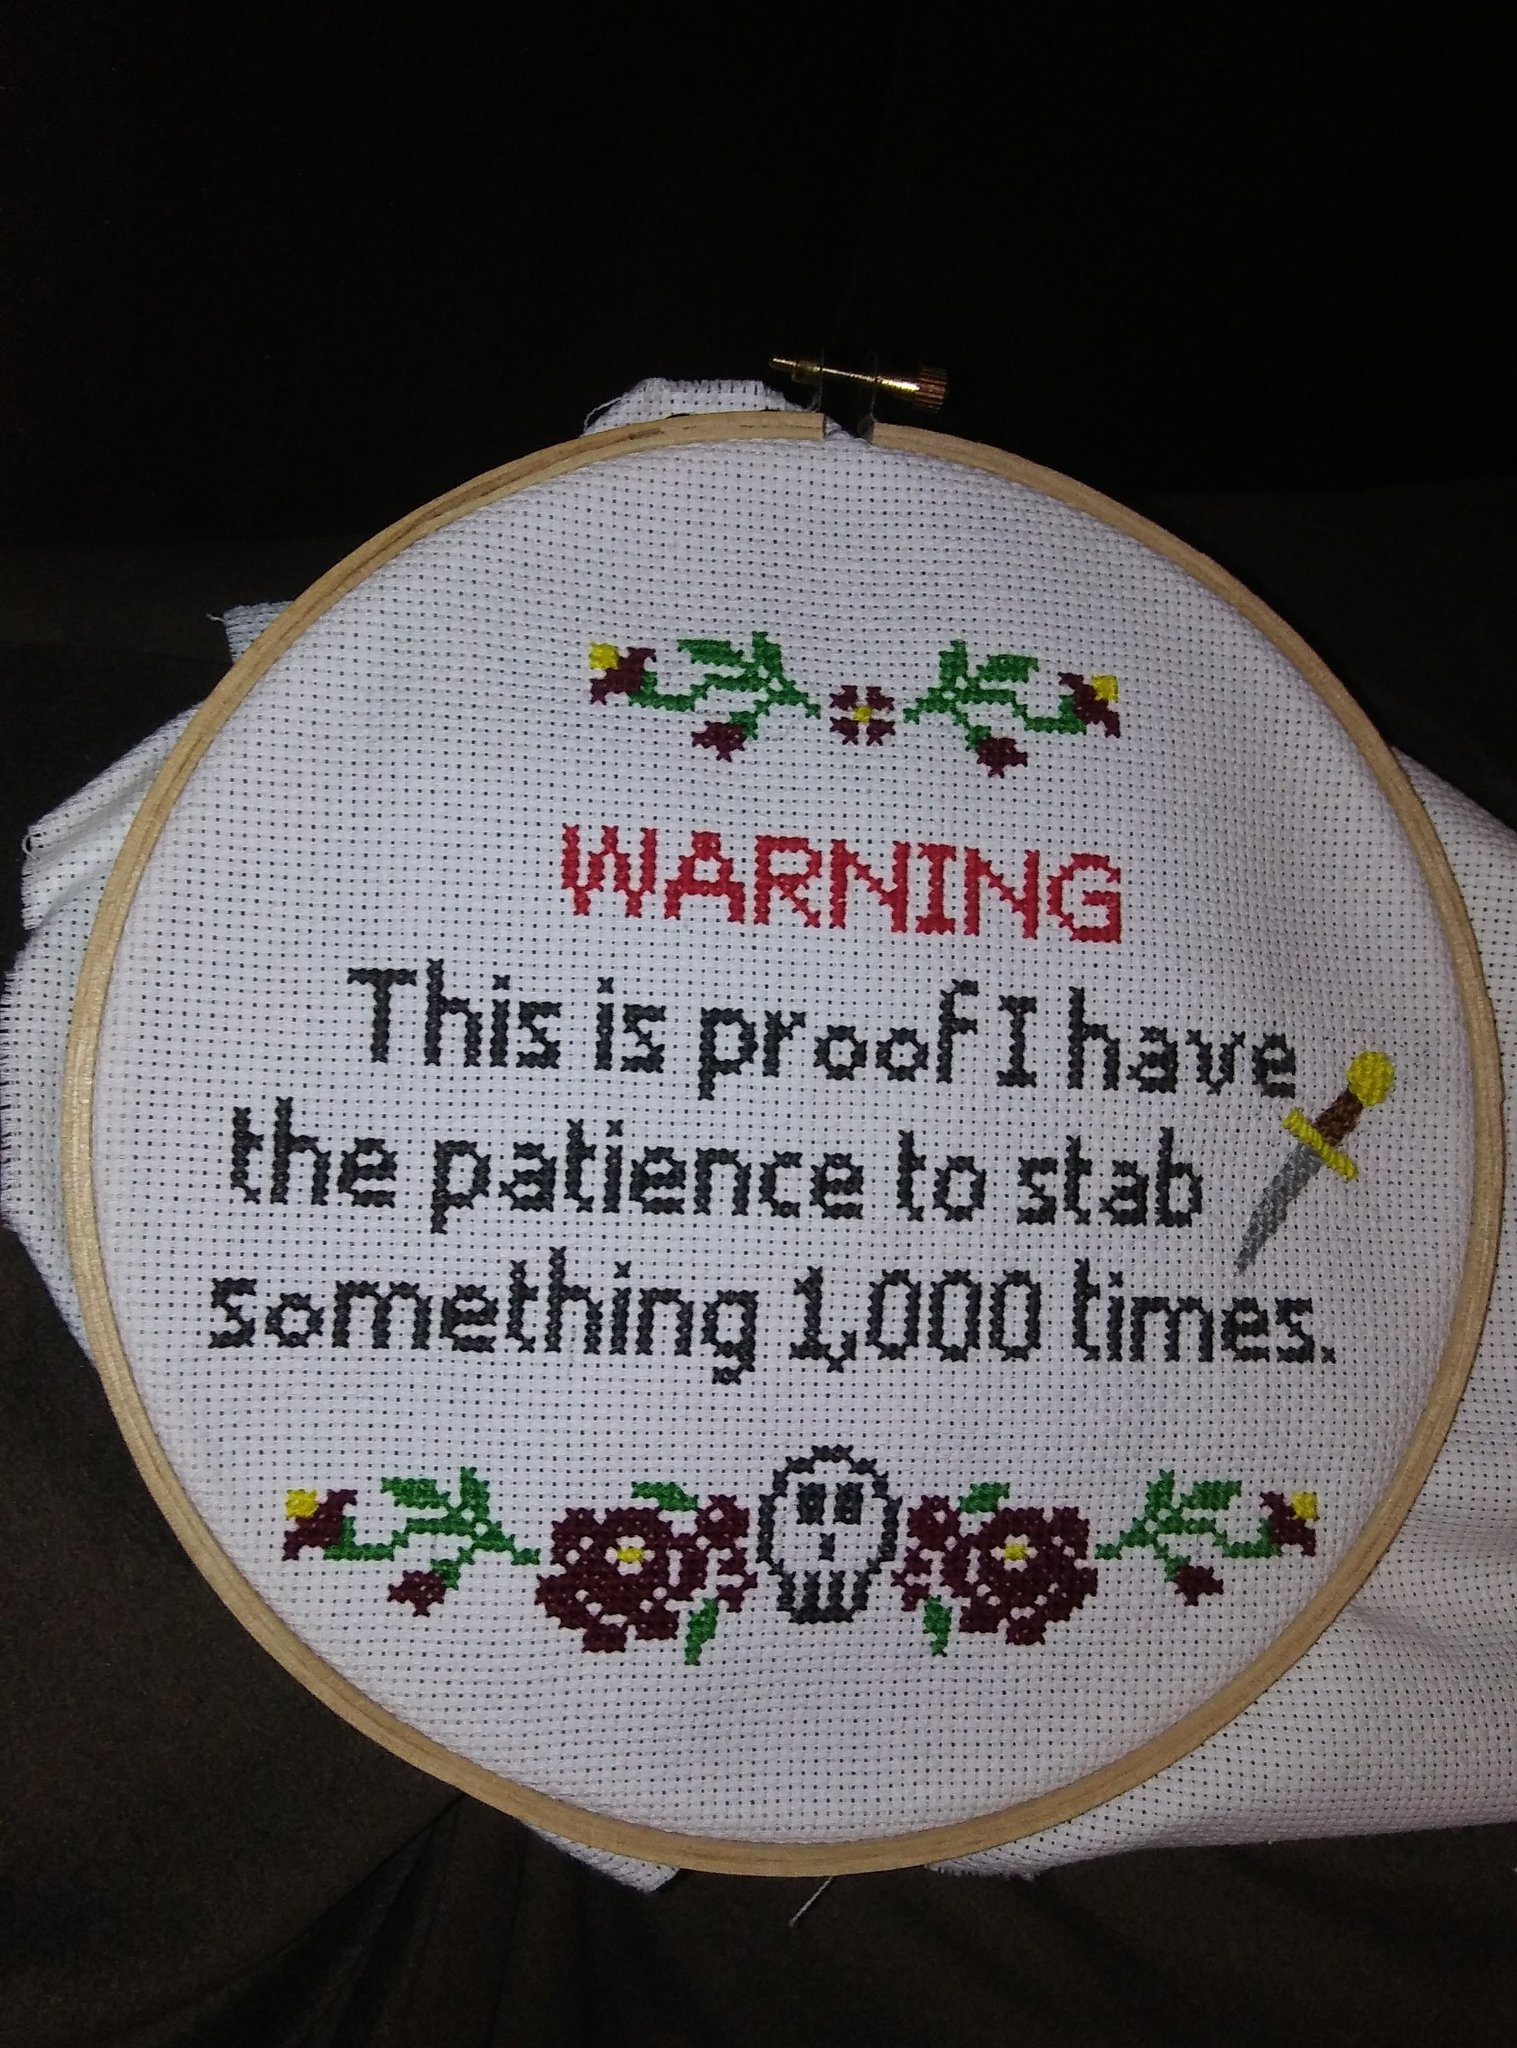 WARNING
This is proof I have
the patience to stab
something 1,000 times.